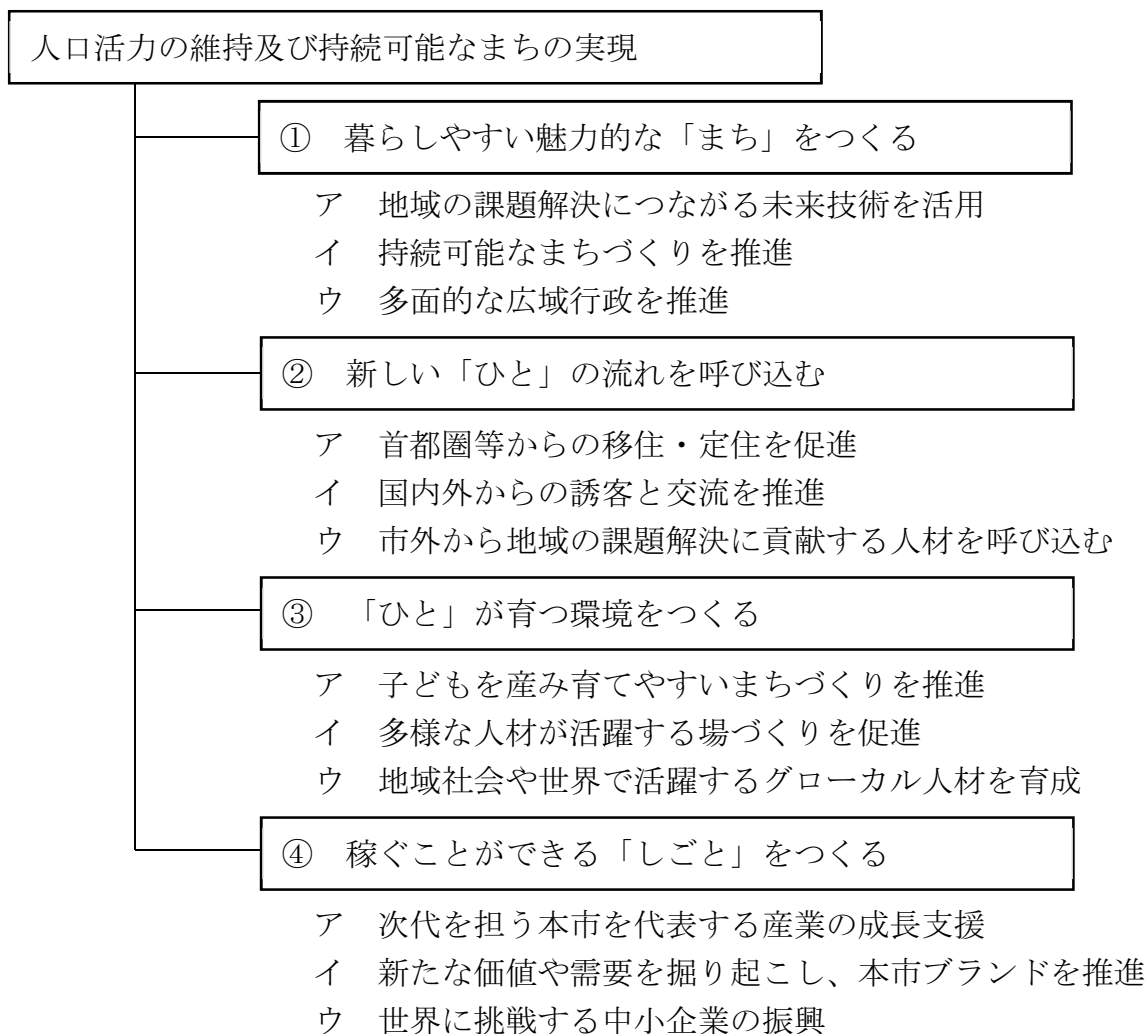 人口活力の維持及び持続可能なまちの実現
① 暮らしやすい魅力的な「まち」をつくる
ア 地域の課題解決につながる未来技術を活用
イ 持続可能なまちづくりを推進
ウ 多面的な広域行政を推進
② 新しい「ひと」の流れを呼び込む
ア 首都圏等からの移住・定住を促進
イ 国内外からの誘客と交流を推進
ウ 市外から地域の課題解決に貢献する人材を呼び込む
③ 「ひと」が育つ環境をつくる
ア 子どもを産み育てやすいまちづくりを推進
イ 多様な人材が活躍する場づくりを促進
ウ 地域社会や世界で活躍するグローカル人材を育成
④ 稼ぐことができる「しごと」をつくる
ア 次代を担う本市を代表する産業の成長支援
イ 新たな価値や需要を掘り起こし、本市ブランドを推進
ウ 世界に挑戦する中小企業の振興